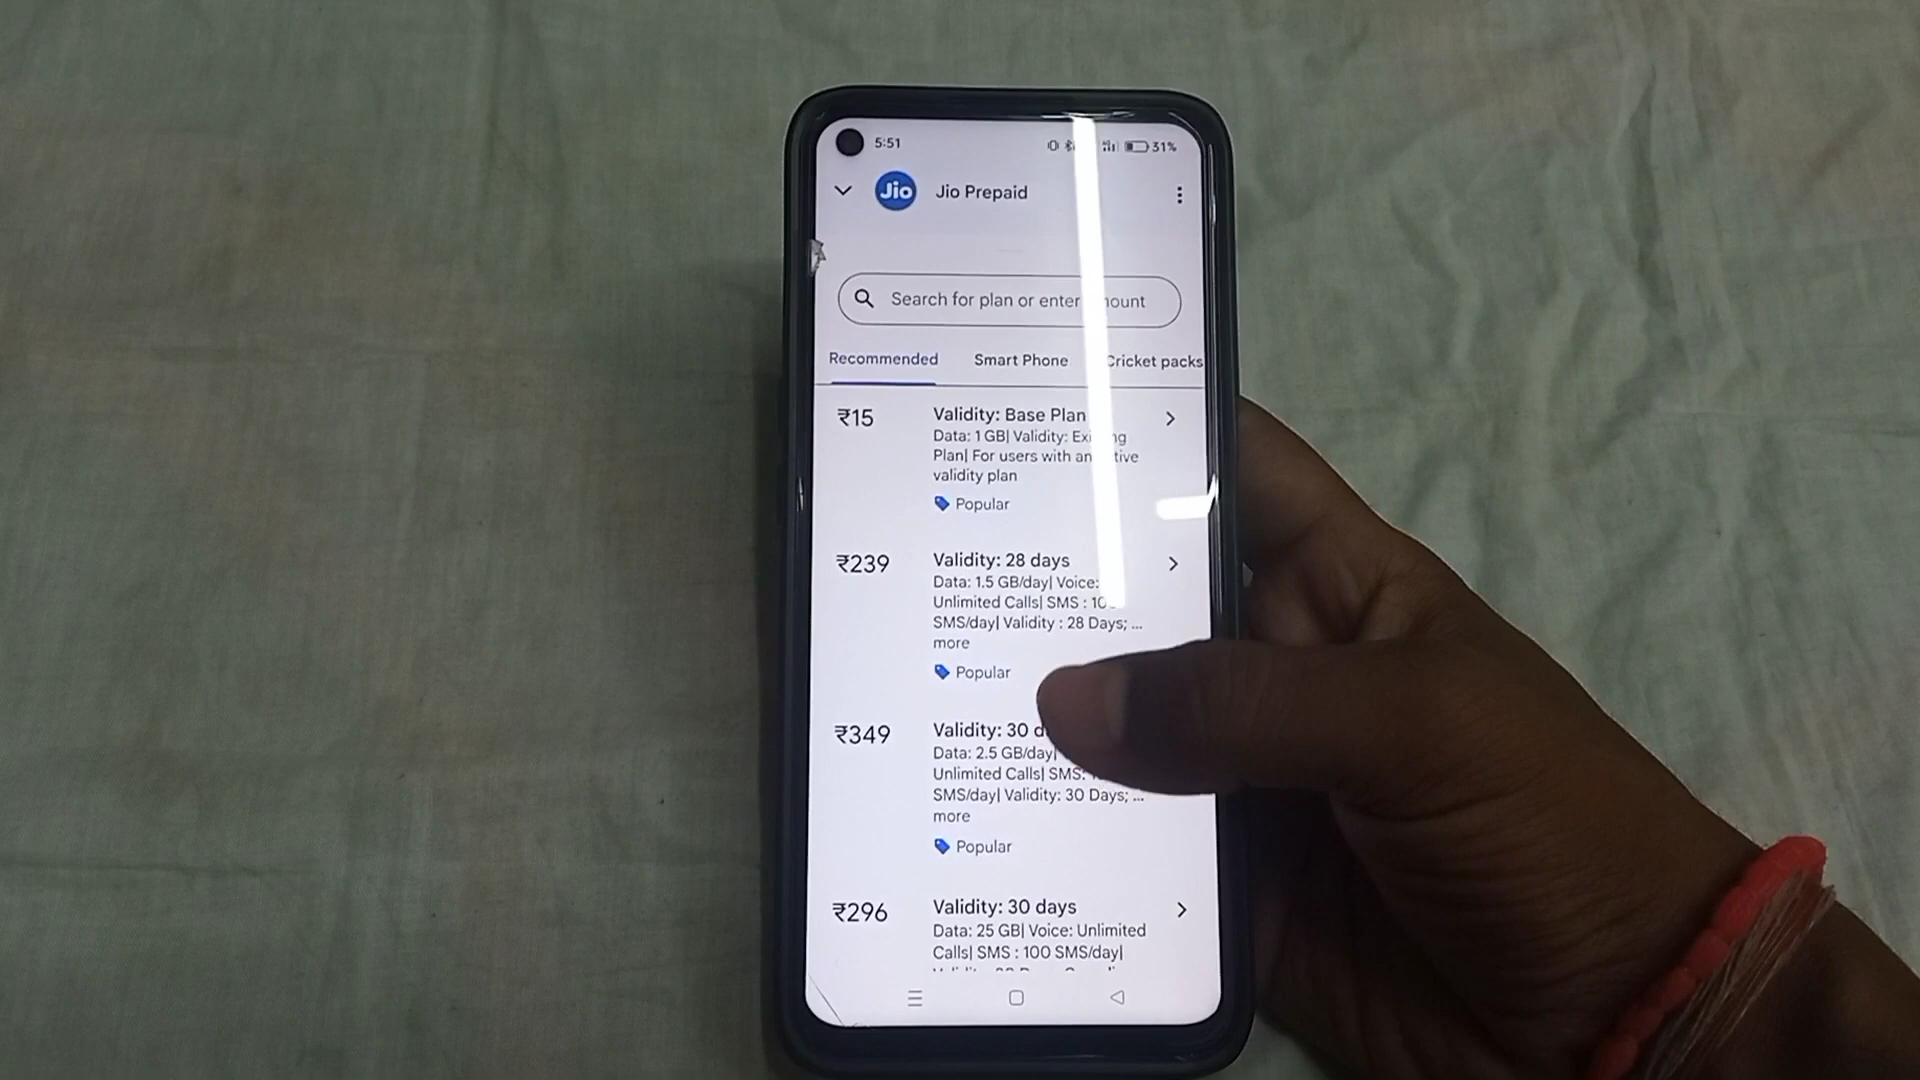 5:51
31%
Jio
Jio Prepaid
Search for plan or enter
Recommended
Smart Phone
Cricket packs
₹15
Validity: Base Plan
Data: 1 GB| Validity:
Plan| For users with an
validity plan
Popular
₹239
Validity: 28 days
Data: 1.5 GB/day| Voice:
Unlimited Calls| SMS :
SMS/day| Validity : 28 Days; ...
more
Popular
₹349
Validity: 30
Data: 2.5 GB/day|
Unlimited Calls| SMS:
SMS/day| Validity: 30 Days; ...
more
Popular
₹296
Validity: 30 days
Data: 25 GB| Voice: Unlimited
Calls| SMS : 100 SMS/day|